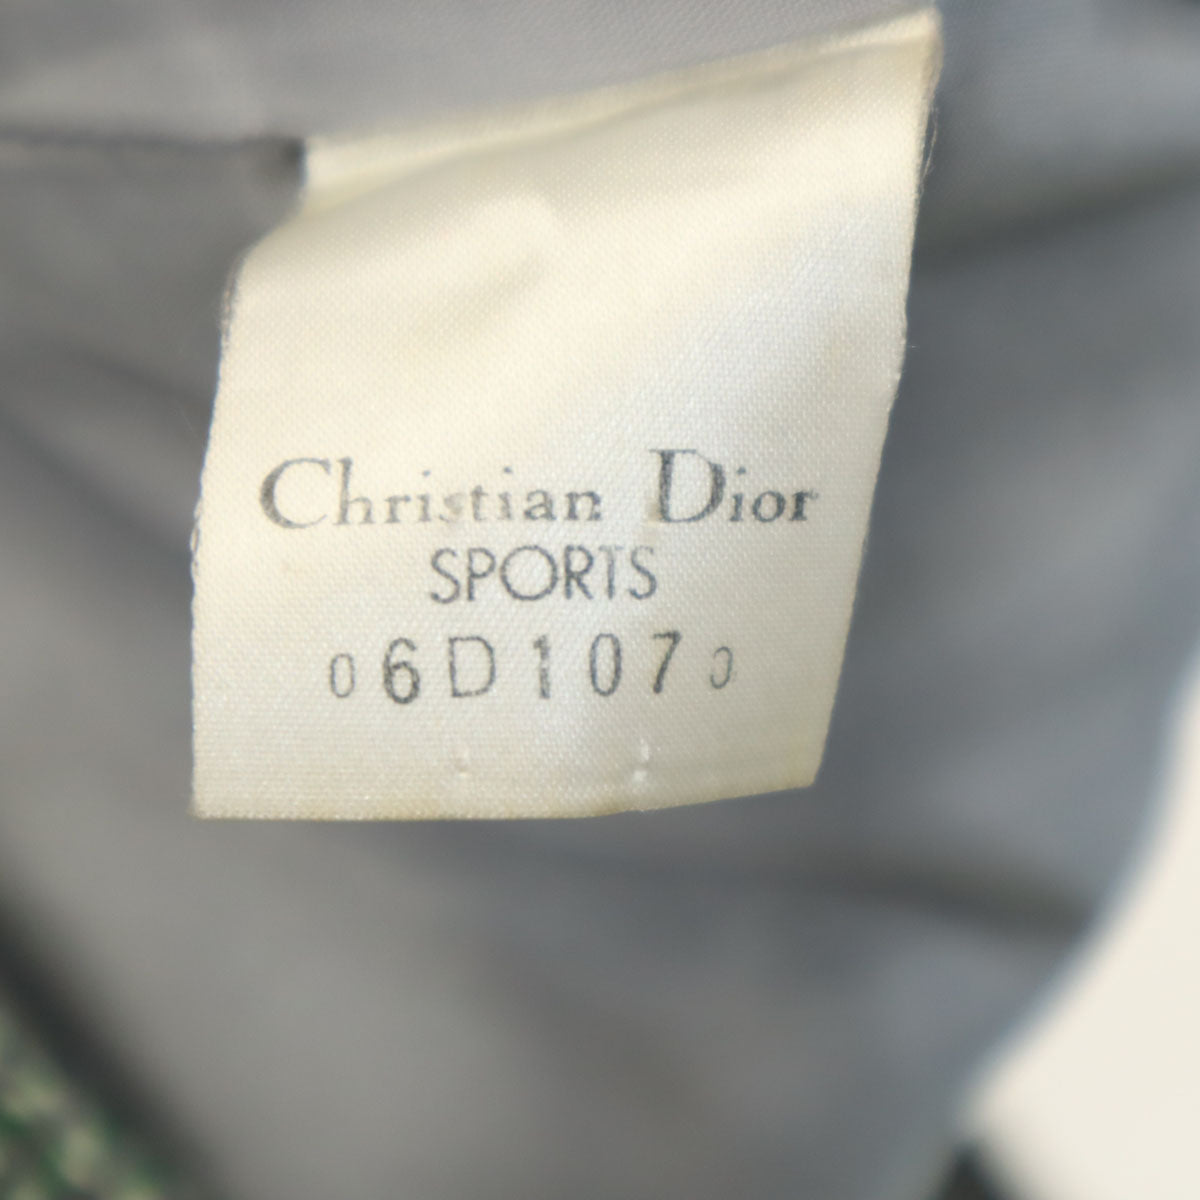 Christian Dior
SPORTS
06D1070